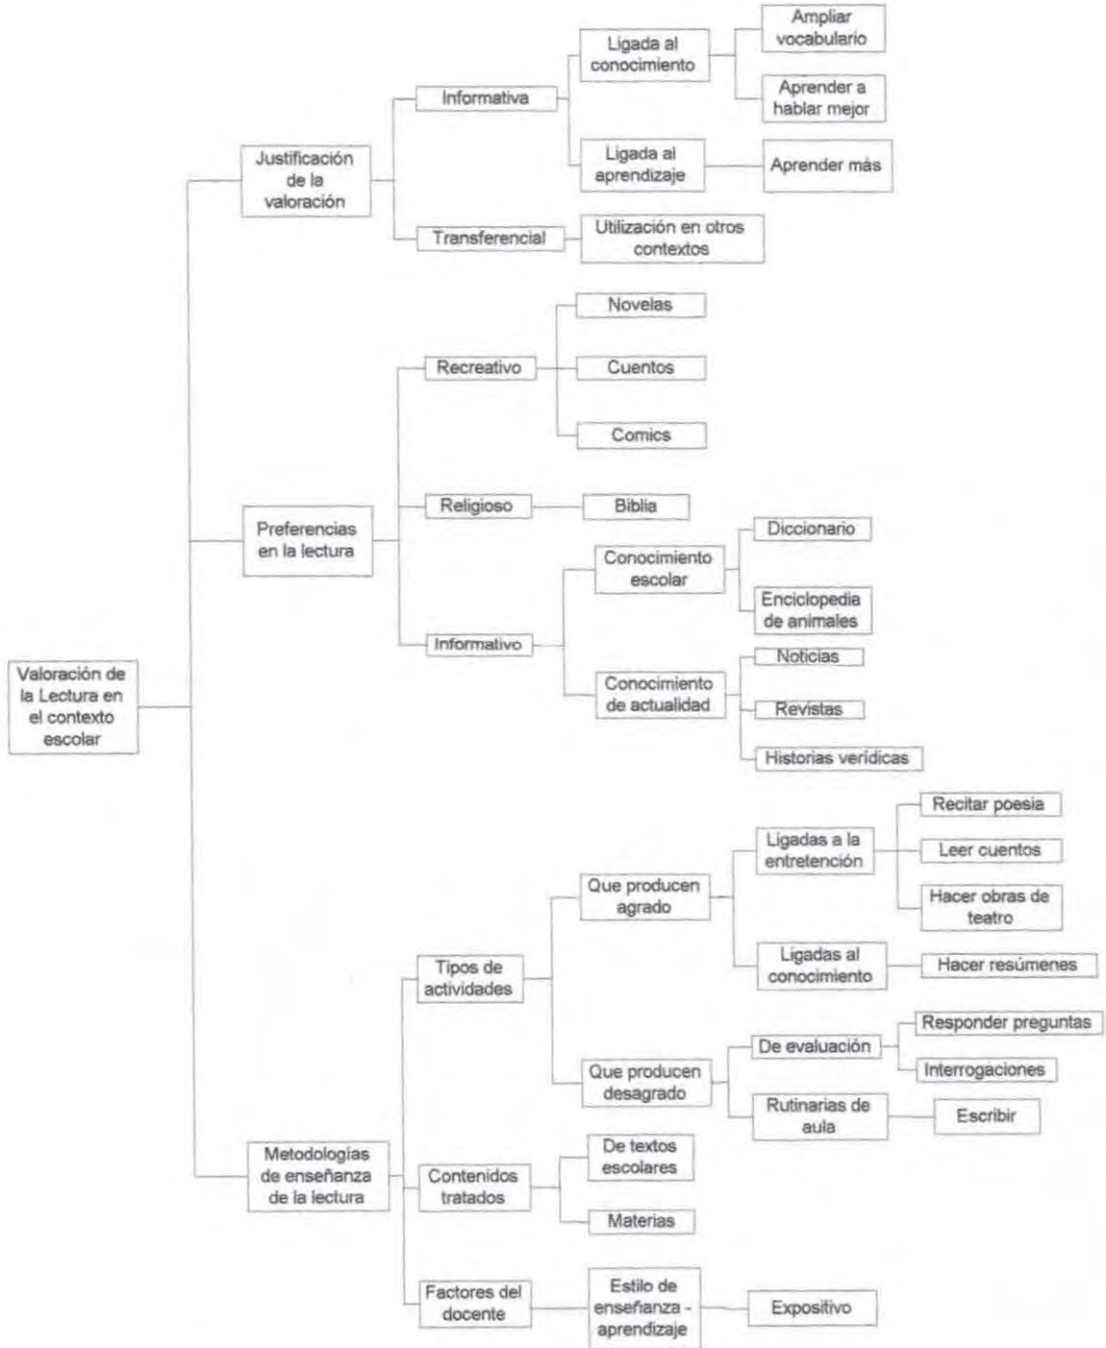 Ampliar
vocabulario
Ligada al
conocimiento
Aprender a
hablar mejor
Informativa
Ligada al
aprendizaje
Aprender más
Justificación
de la
valoración
Transferencial
Utilización en otros
contextos
Novelas
Recreativo
Cuentos
Comics
Religioso
Biblia
Preferencias
en la lectura
Diccionario
Conocimiento
escolar
Enciclopedia
de animales
Informativo
Noticias
Conocimiento
de actualidad
Revistas
Historias verídicas
Valoración de
la Lectura en
el contexto
escolar
Recitar poesia
Ligadas a la
entretención
Leer cuentos
Que producen
agrado
Hacer obras de
teatro
Ligadas al
conocimiento
Hacer resúmenes
Tipos de
actividades
Responder preguntas
De evaluación
Interrogaciones
Que producen
desagrado
Rutinarias de
aula
Escribir
Metodologías
de enseñanza
de la lectura
De textos
escolares
Contenidos
tratados
Materias
Factores del
docente
Estilo de
enseñanza -
aprendizaje
Expositivo